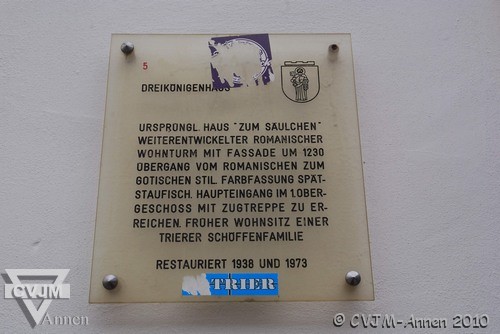 5
DREIKÖNIGENHAUS
URSPRÖNGL. HAUS "ZUM SÄULCHEN"
WEITERENTWICKELTER ROMANISCHER
WOHNTURM MIT FASSADE UM 1230
ÜBERGANG VOM ROMANISCHEN ZUM
GOTISCHEN STIL. FARBFASSUNG SPÄT-
STAUFISCH. HAUPTEINGANG IM 1. OBER-
GESCHOSS MIT ZUGTREPPE ZU ER-
REICHEN. FRÜHER WOHNSITZ EINER
TRIERER SCHÖFFENFAMILIE
RESTAURIERT 1938 UND 1973
TRIER
CVJM
Annen
© CVJM-Annen 2010